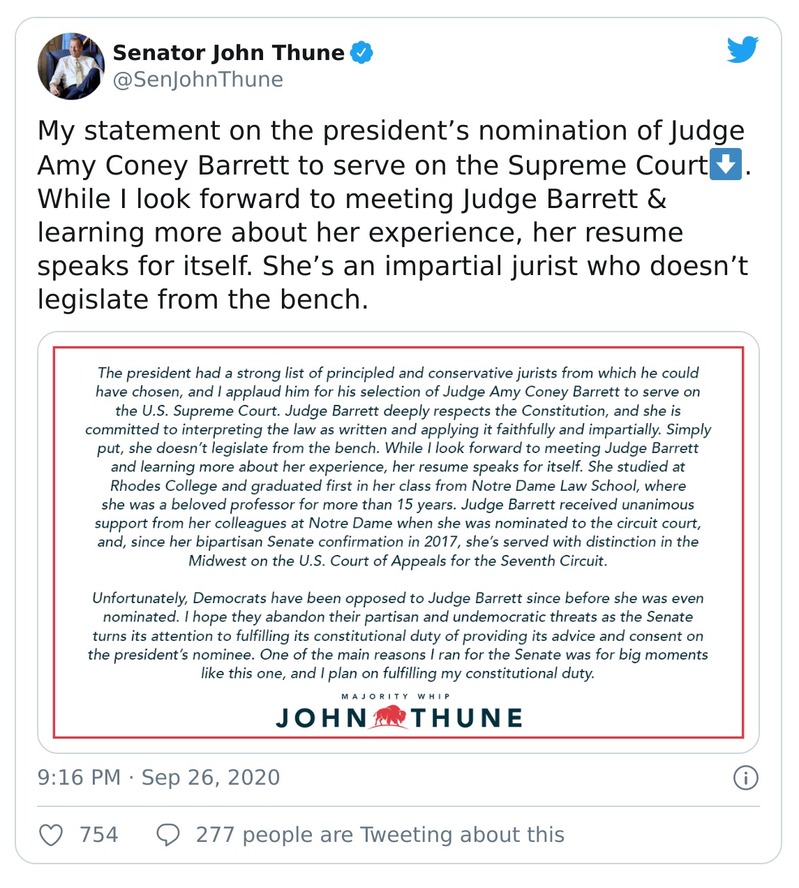 Senator John Thune
@SenJohnThune
My statement on the president’s nomination of Judge
Amy Coney Barrett to serve on the Supreme Court⬇.
While I look forward to meeting Judge Barrett &
learning more about her experience, her resume
speaks for itself. She’s an impartial jurist who doesn’t
legislate from the bench.
The president had a strong list of principled and conservative jurists from which he could
have chosen, and I applaud him for his selection of Judge Amy Coney Barrett to serve on
the U.S. Supreme Court. Judge Barrett deeply respects the Constitution, and she is
committed to interpreting the law as written and applying it faithfully and impartially. Simply
put, she doesn’t legislate from the bench. While I look forward to meeting Judge Barrett
and learning more about her experience, her resume speaks for itself. She studied at
Rhodes College and graduated first in her class from Notre Dame Law School, where
she was a beloved professor for more than 15 years. Judge Barrett received unanimous
support from her colleagues at Notre Dame when she was nominated to the circuit court,
and, since her bipartisan Senate confirmation in 2017, she’s served with distinction in the
Midwest on the U.S. Court of Appeals for the Seventh Circuit.
Unfortunately, Democrats have been opposed to Judge Barrett since before she was even
nominated. I hope they abandon their partisan and undemocratic threats as the Senate
turns its attention to fulfilling its constitutional duty of providing its advice and consent on
the president’s nominee. One of the main reasons I ran for the Senate was for big moments
like this one, and I plan on fulfilling my constitutional duty.
MAJORITY WHIP
JOHN THUNE
9:16 PM · Sep 26, 2020
754
277 people are Tweeting about this